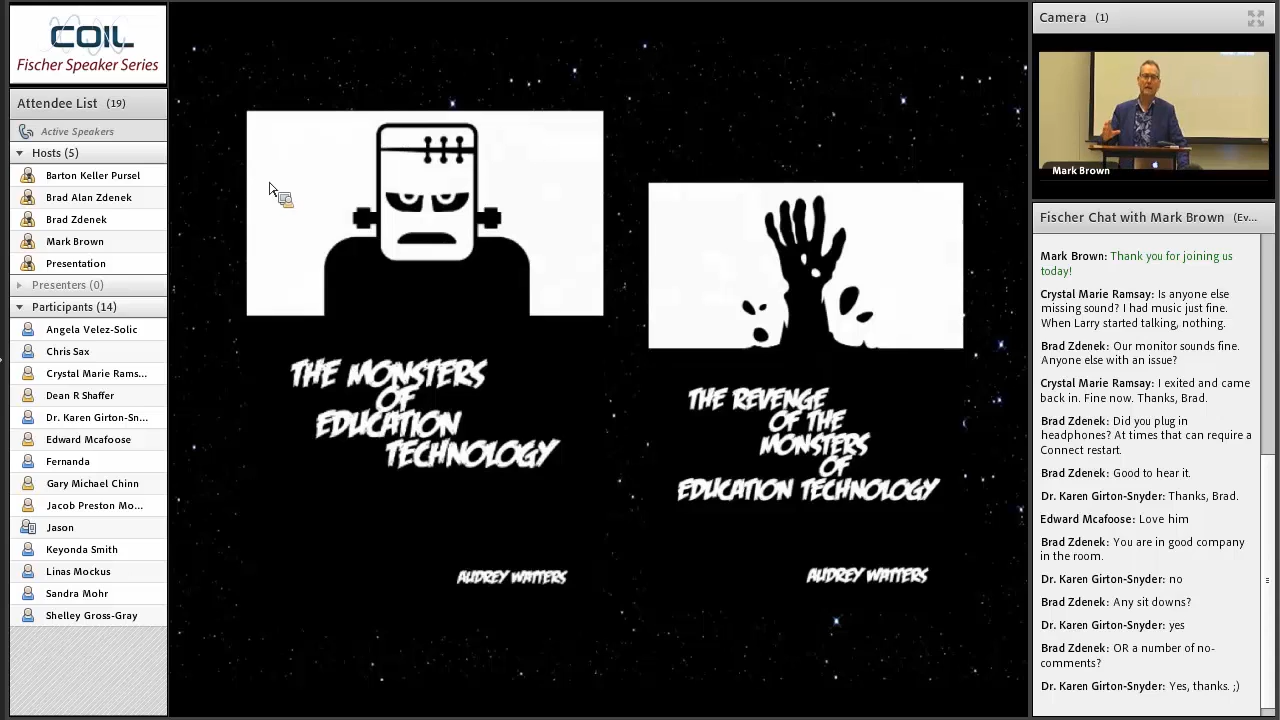 COIL
Fischer Speaker Series
Attendee List (19)
Active Speakers
Hosts (5)
Barton Keller Pursel
Brad Alan Zdenek
Brad Zdenek
Mark Brown
Presentation
Presenters (0)
Participants (14)
Angela Velez-Solic
Chris Sax
Crystal Marie Rams...
Dean R Shaffer
Dr. Karen Girton-Sn...
Edward Mcafoose
Fernanda
Gary Michael Chinn
Jacob Preston Mo...
Jason
Keyonda Smith
Linas Mockus
Sandra Mohr
Shelley Gross-Gray
THE MONSTERS
OF
EDUCATION
TECHNOLOGY
AUDREY WATTERS
THE REVENGE
OF THE
MONSTERS
OF
EDUCATION TECHNOLOGY
AUDREY WATTERS
Camera (1)
Mark Brown
Fischer Chat with Mark Brown (Ev...
Mark Brown: Thank you for joining us
today!
Crystal Marie Ramsay: Is anyone else
missing sound? I had music just fine.
When Larry started talking, nothing.
Brad Zdenek: Our monitor sounds fine.
Anyone else with an issue?
Crystal Marie Ramsay: I exited and came
back in. Fine now. Thanks, Brad.
Brad Zdenek: Did you plug in
headphones? At times that can require a
Connect restart.
Brad Zdenek: Good to hear it.
Dr. Karen Girton-Snyder: Thanks, Brad.
Edward Mcafoose: Love him
Brad Zdenek: You are in good company
in the room.
Dr. Karen Girton-Snyder: no
Brad Zdenek: Any sit downs?
Dr. Karen Girton-Snyder: yes
Brad Zdenek: OR a number of no-
comments?
Dr. Karen Girton-Snyder: Yes, thanks. ;)